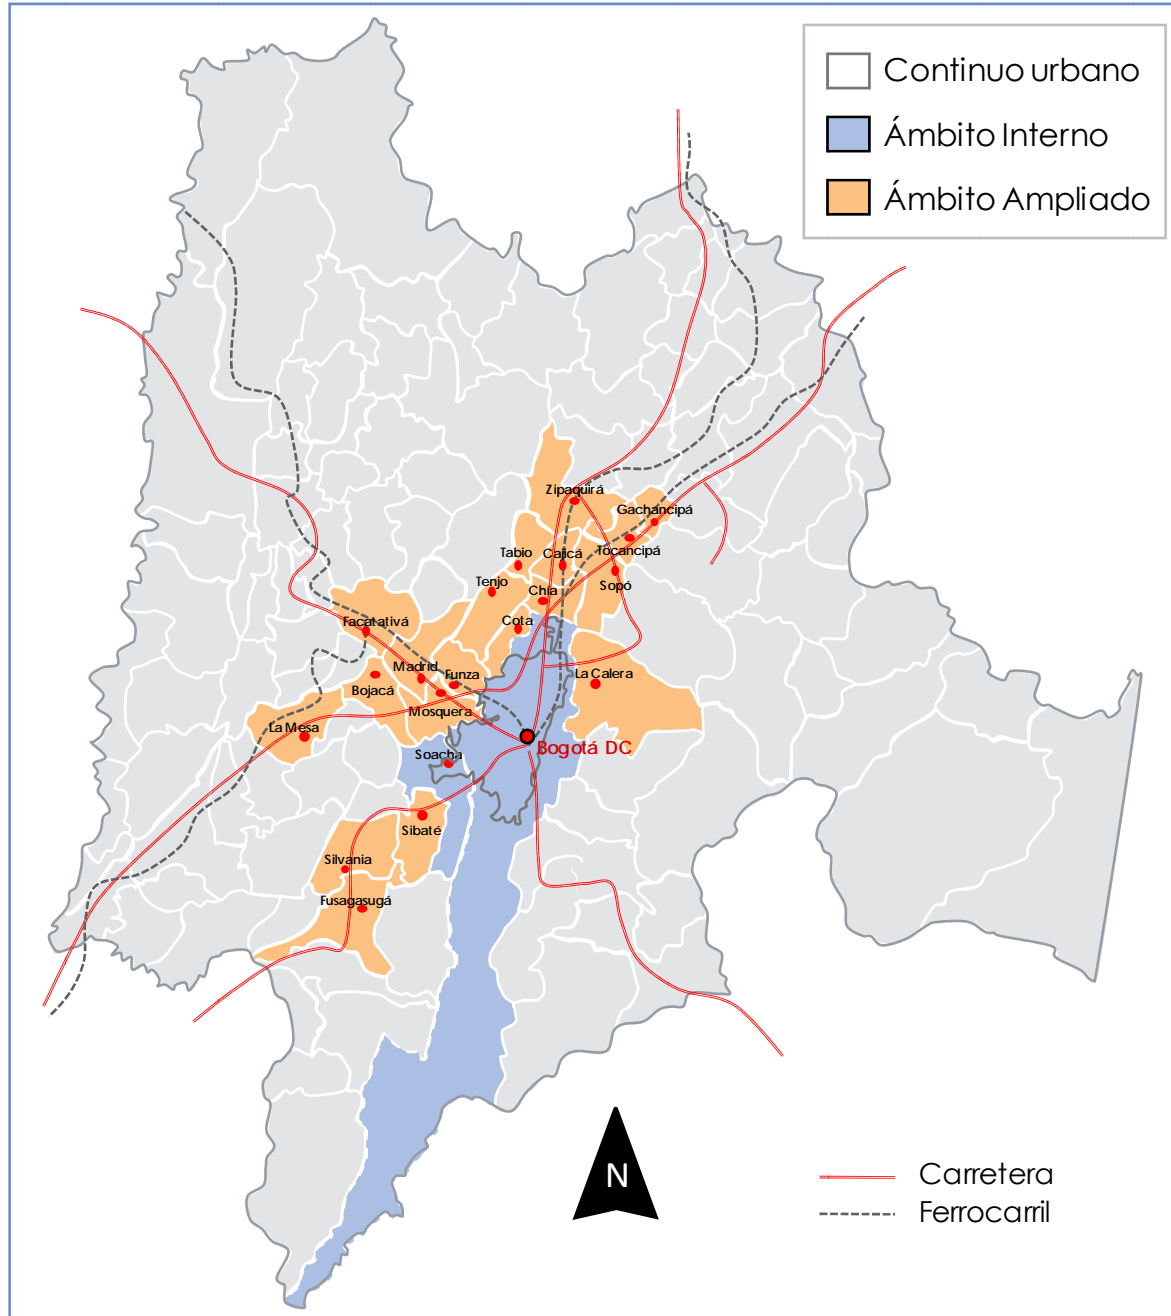 Continuo urbano
Ámbito Interno
Ámbito Ampliado
Zipaquirá
Gachancipá
Tabio
Cajicá
Tocancipá
Tenjo
Chía
Sopó
Cota
Facatativá
Madrid
Funza
La Calera
Bojacá
Mosquera
La Mesa
Soacha
Bogotá DC
Sibaté
Silvania
Fusagasugá
N
Carretera
Ferrocarril